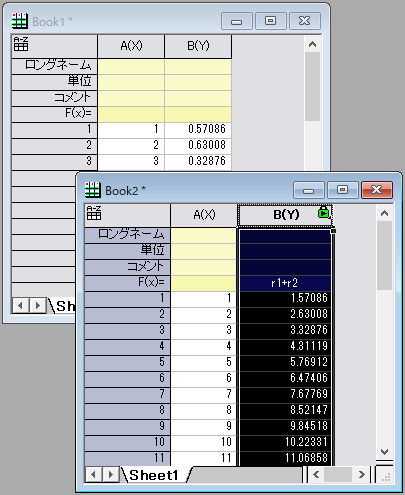 Book1 *
A(X) B(Y)
ロングネーム
単位
コメント
F(x)=
1 1 0.57086
2 2 0.63008
3 3 0.32876
She
Book2 *
A(X) B(Y)
ロングネーム
単位
コメント
F(x)= r1+r2
1 1 1.57086
2 2 2.63008
3 3 3.32876
4 4 4.31119
5 5 5.76912
6 6 6.47406
7 7 7.67769
8 8 8.52147
9 9 9.84518
10 10 10.22331
11 11 11.06858
Sheet1